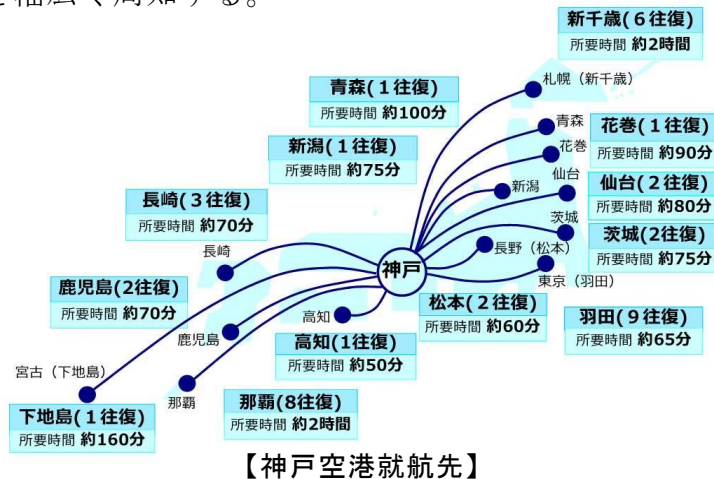 幅広く周知する。
新千歳(6往復)
所要時間 約2時間
札幌（新千歳）
青森(1往復)
所要時間 約100分
青森
花巻(1往復)
所要時間 約90分
花巻
新潟(1往復)
所要時間 約75分
新潟
仙台
仙台(2往復)
所要時間 約80分
長崎(3往復)
所要時間 約70分
長崎
茨城
茨城(2往復)
所要時間 約75分
長野（松本）
神戸
東京（羽田）
鹿児島(2往復)
所要時間 約70分
鹿児島
高知
松本(2往復)
所要時間 約60分
羽田(9往復)
所要時間 約65分
高知(1往復)
所要時間 約50分
宮古（下地島）
下地島(1往復)
所要時間 約160分
那覇
那覇(8往復)
所要時間 約2時間
【神戸空港就航先】